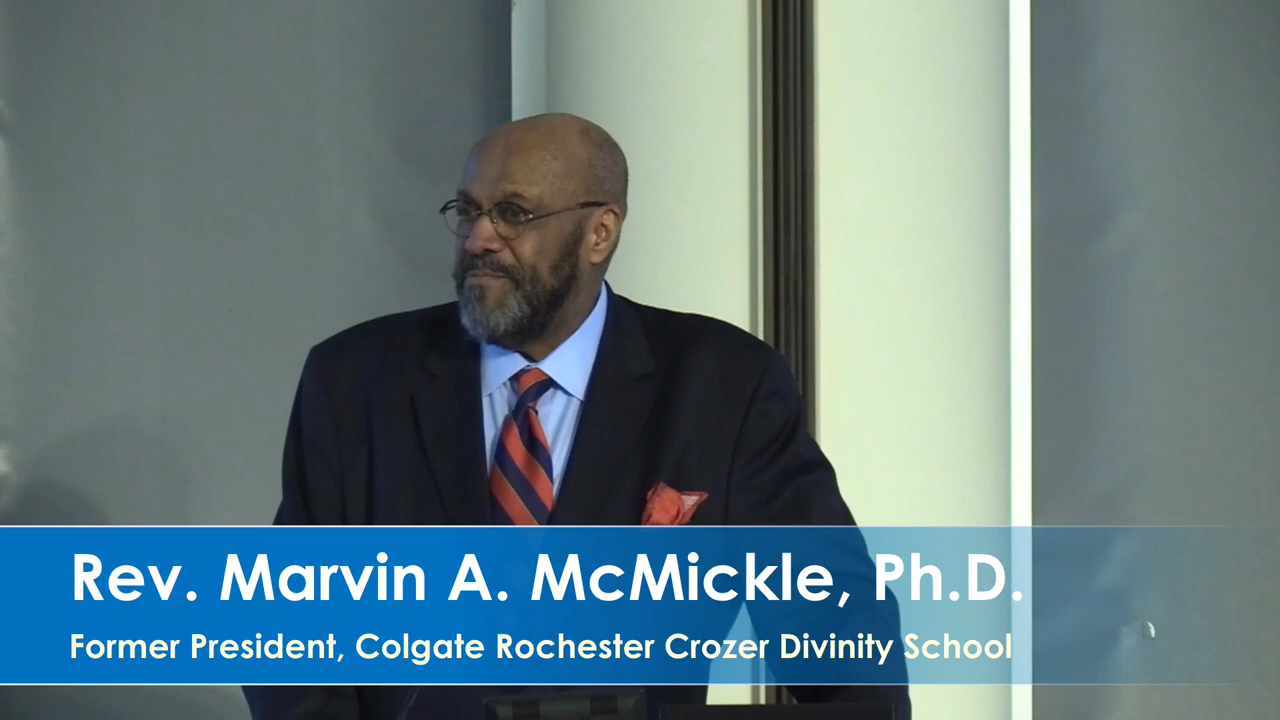 Rev. Marvin A. McMickle, Ph.D.
Former President, Colgate Rochester Crozer Divinity School